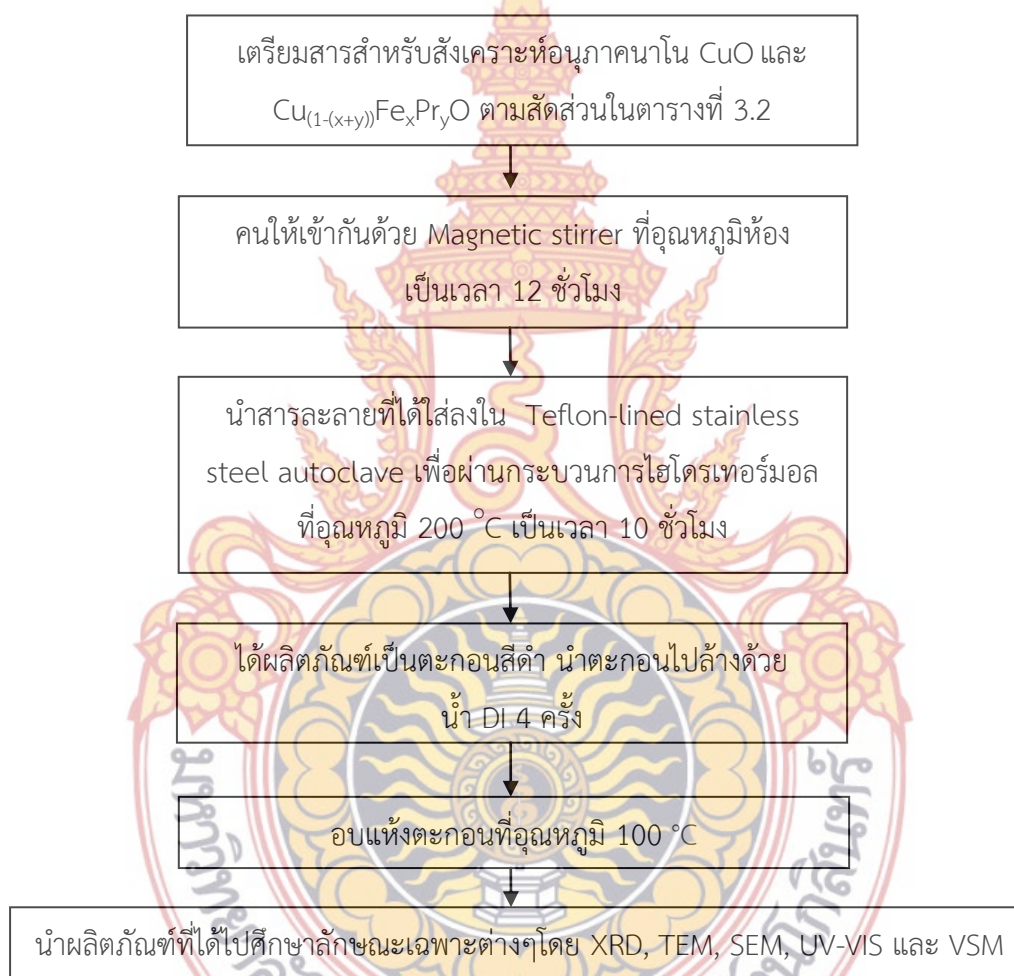 เตรียมสารสำหรับสังเคราะห์อนุภาคนาโน CuO และ
Cu(1-(x+y))FexPryO ตามสัดส่วนในตารางที่ 3.2
คนให้เข้ากันด้วย Magnetic stirrer ที่อุณหภูมิห้อง
เป็นเวลา 12 ชั่วโมง
นำสารละลายที่ได้ใส่ลงใน Teflon-lined stainless
steel autoclave เพื่อผ่านกระบวนการไฮโดรเทอร์มอล
ที่อุณหภูมิ 200 °C เป็นเวลา 10 ชั่วโมง
ได้ผลิตภัณฑ์เป็นตะกอนสีดำ นำตะกอนไปล้างด้วย
น้ำ DI 4 ครั้ง
อบแห้งตะกอนที่อุณหภูมิ 100 °C
นำผลิตภัณฑ์ที่ได้ไปศึกษาลักษณะเฉพาะต่างๆโดย XRD, TEM, SEM, UV-VIS และ VSM